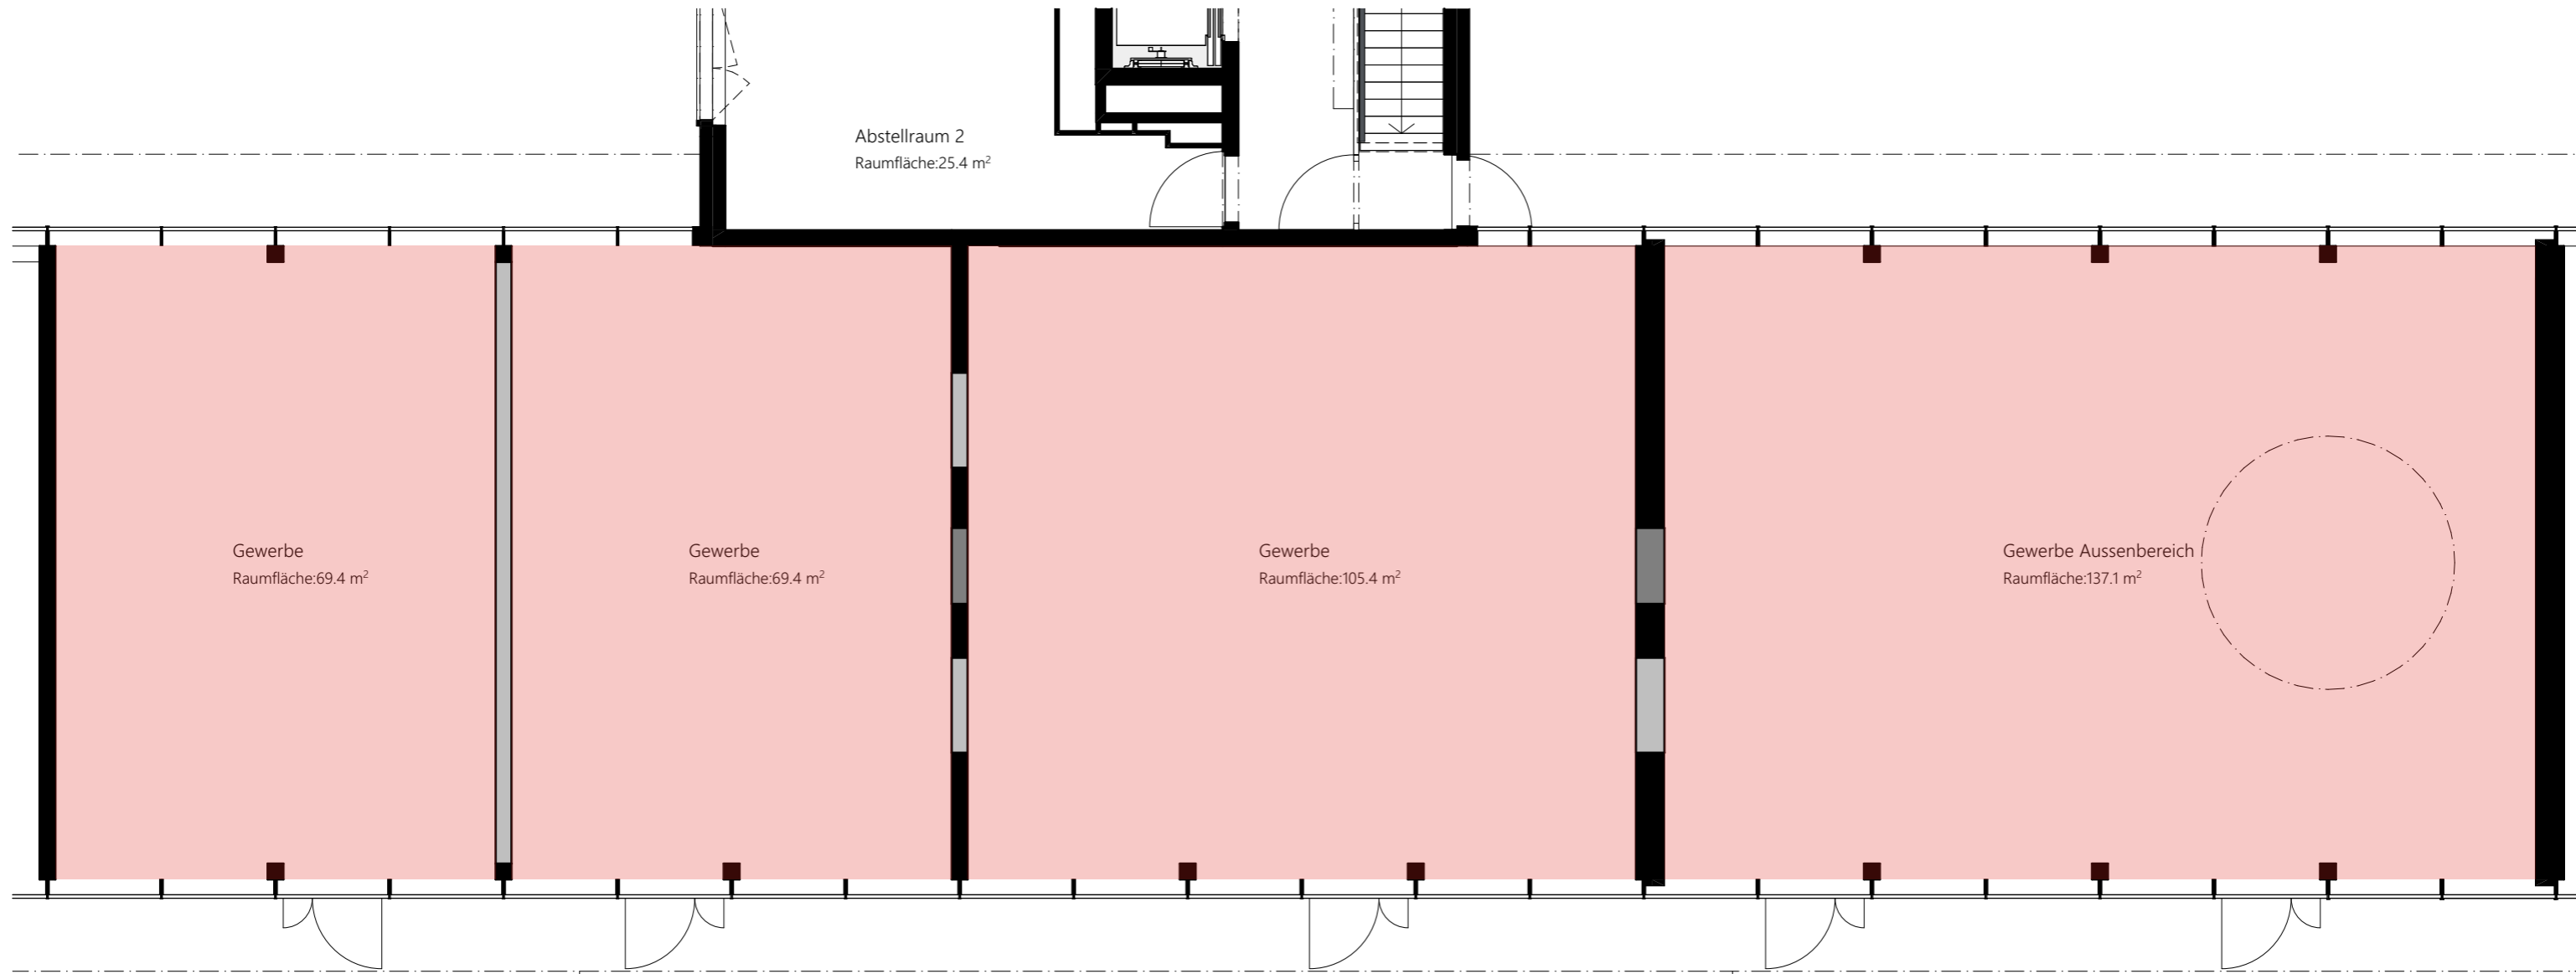 Abstellraum 2
Raumfläche:25.4 m²
Gewerbe
Raumfläche:69.4 m²
Gewerbe
Raumfläche:69.4 m²
Gewerbe
Raumfläche:105.4 m²
Gewerbe Aussenbereich
Raumfläche:137.1 m²